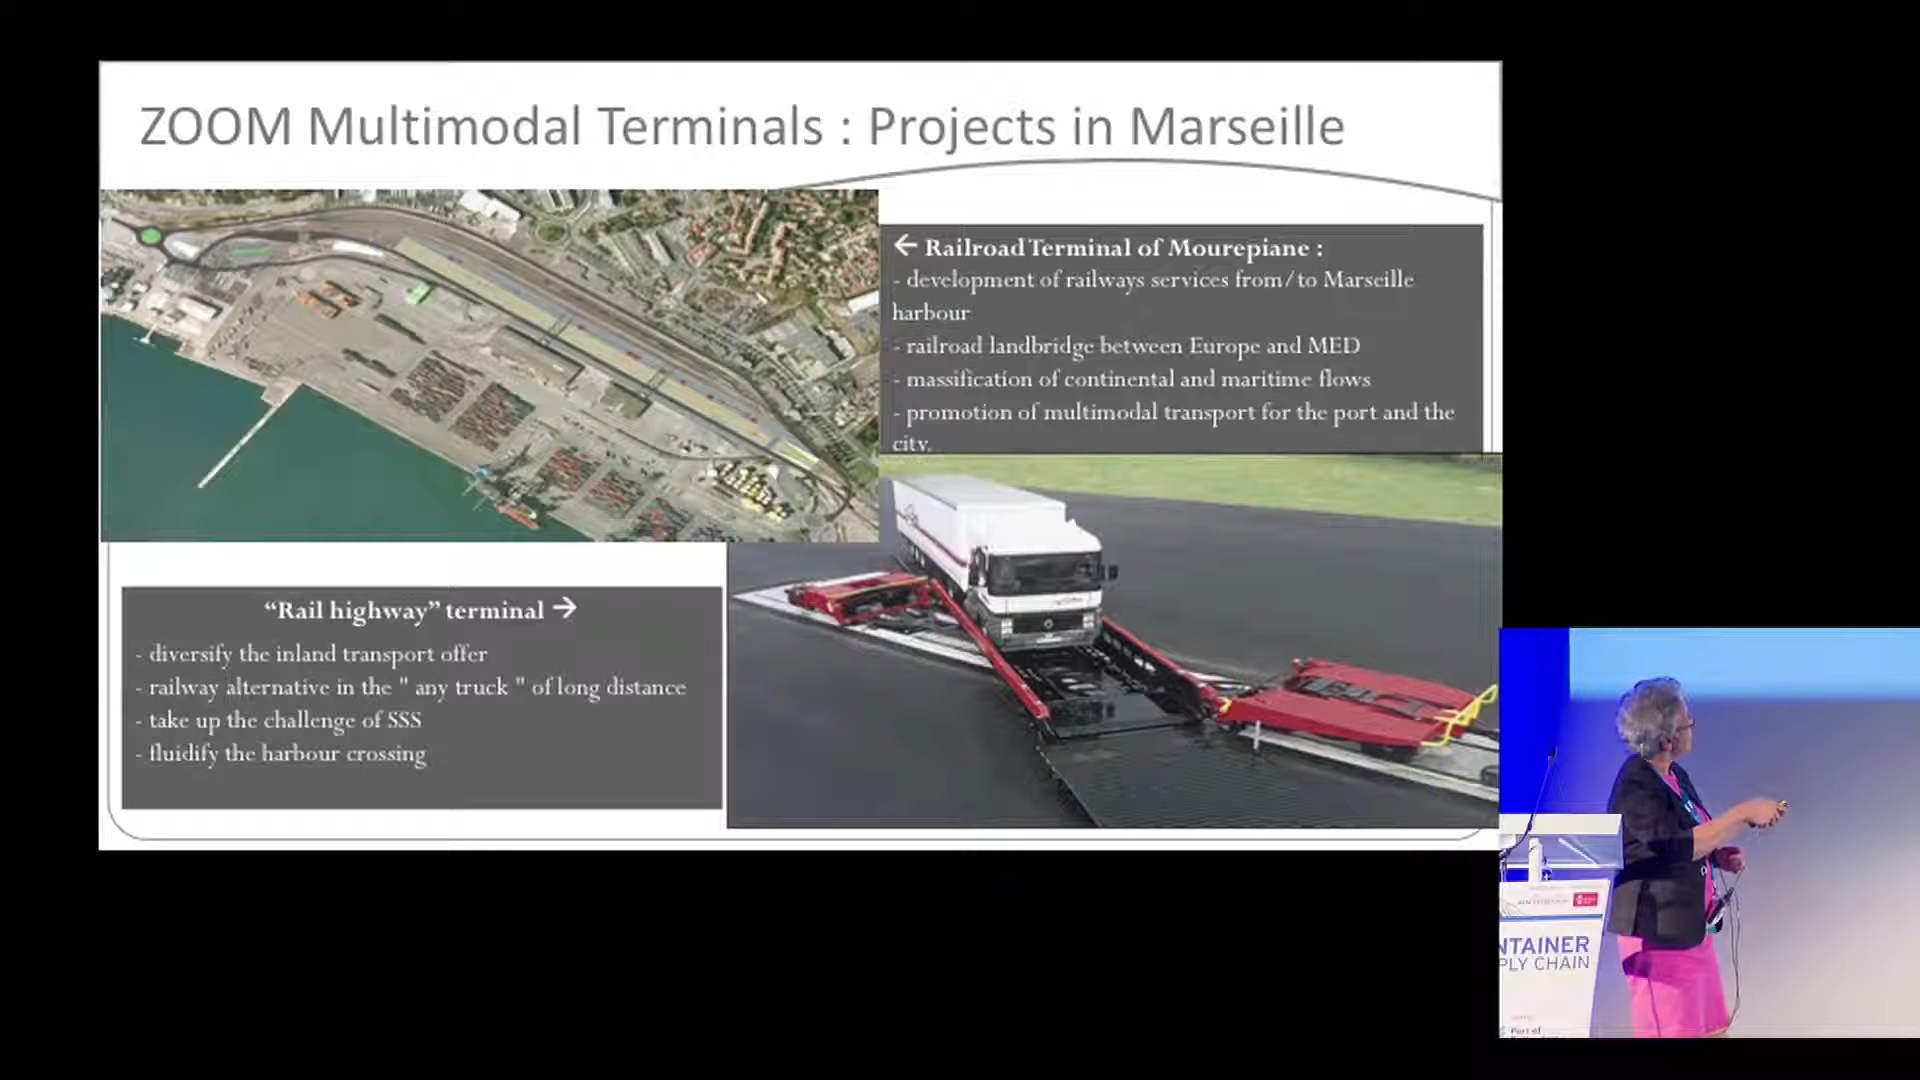 ZOOM Multimodal Terminals : Projects in Marseille
← Railroad Terminal of Mourepiane :
- development of railways services from/to Marseille
harbour
- railroad landbridge between Europe and MED
- massification of continental and maritime flows
- promotion of multimodal transport for the port and the
city.
“Rail highway” terminal →
- diversify the inland transport offer
- railway alternative in the " any truck " of long distance
- take up the challenge of SSS
- fluidify the harbour crossing
NTAINER
PLY CHAIN
Port of